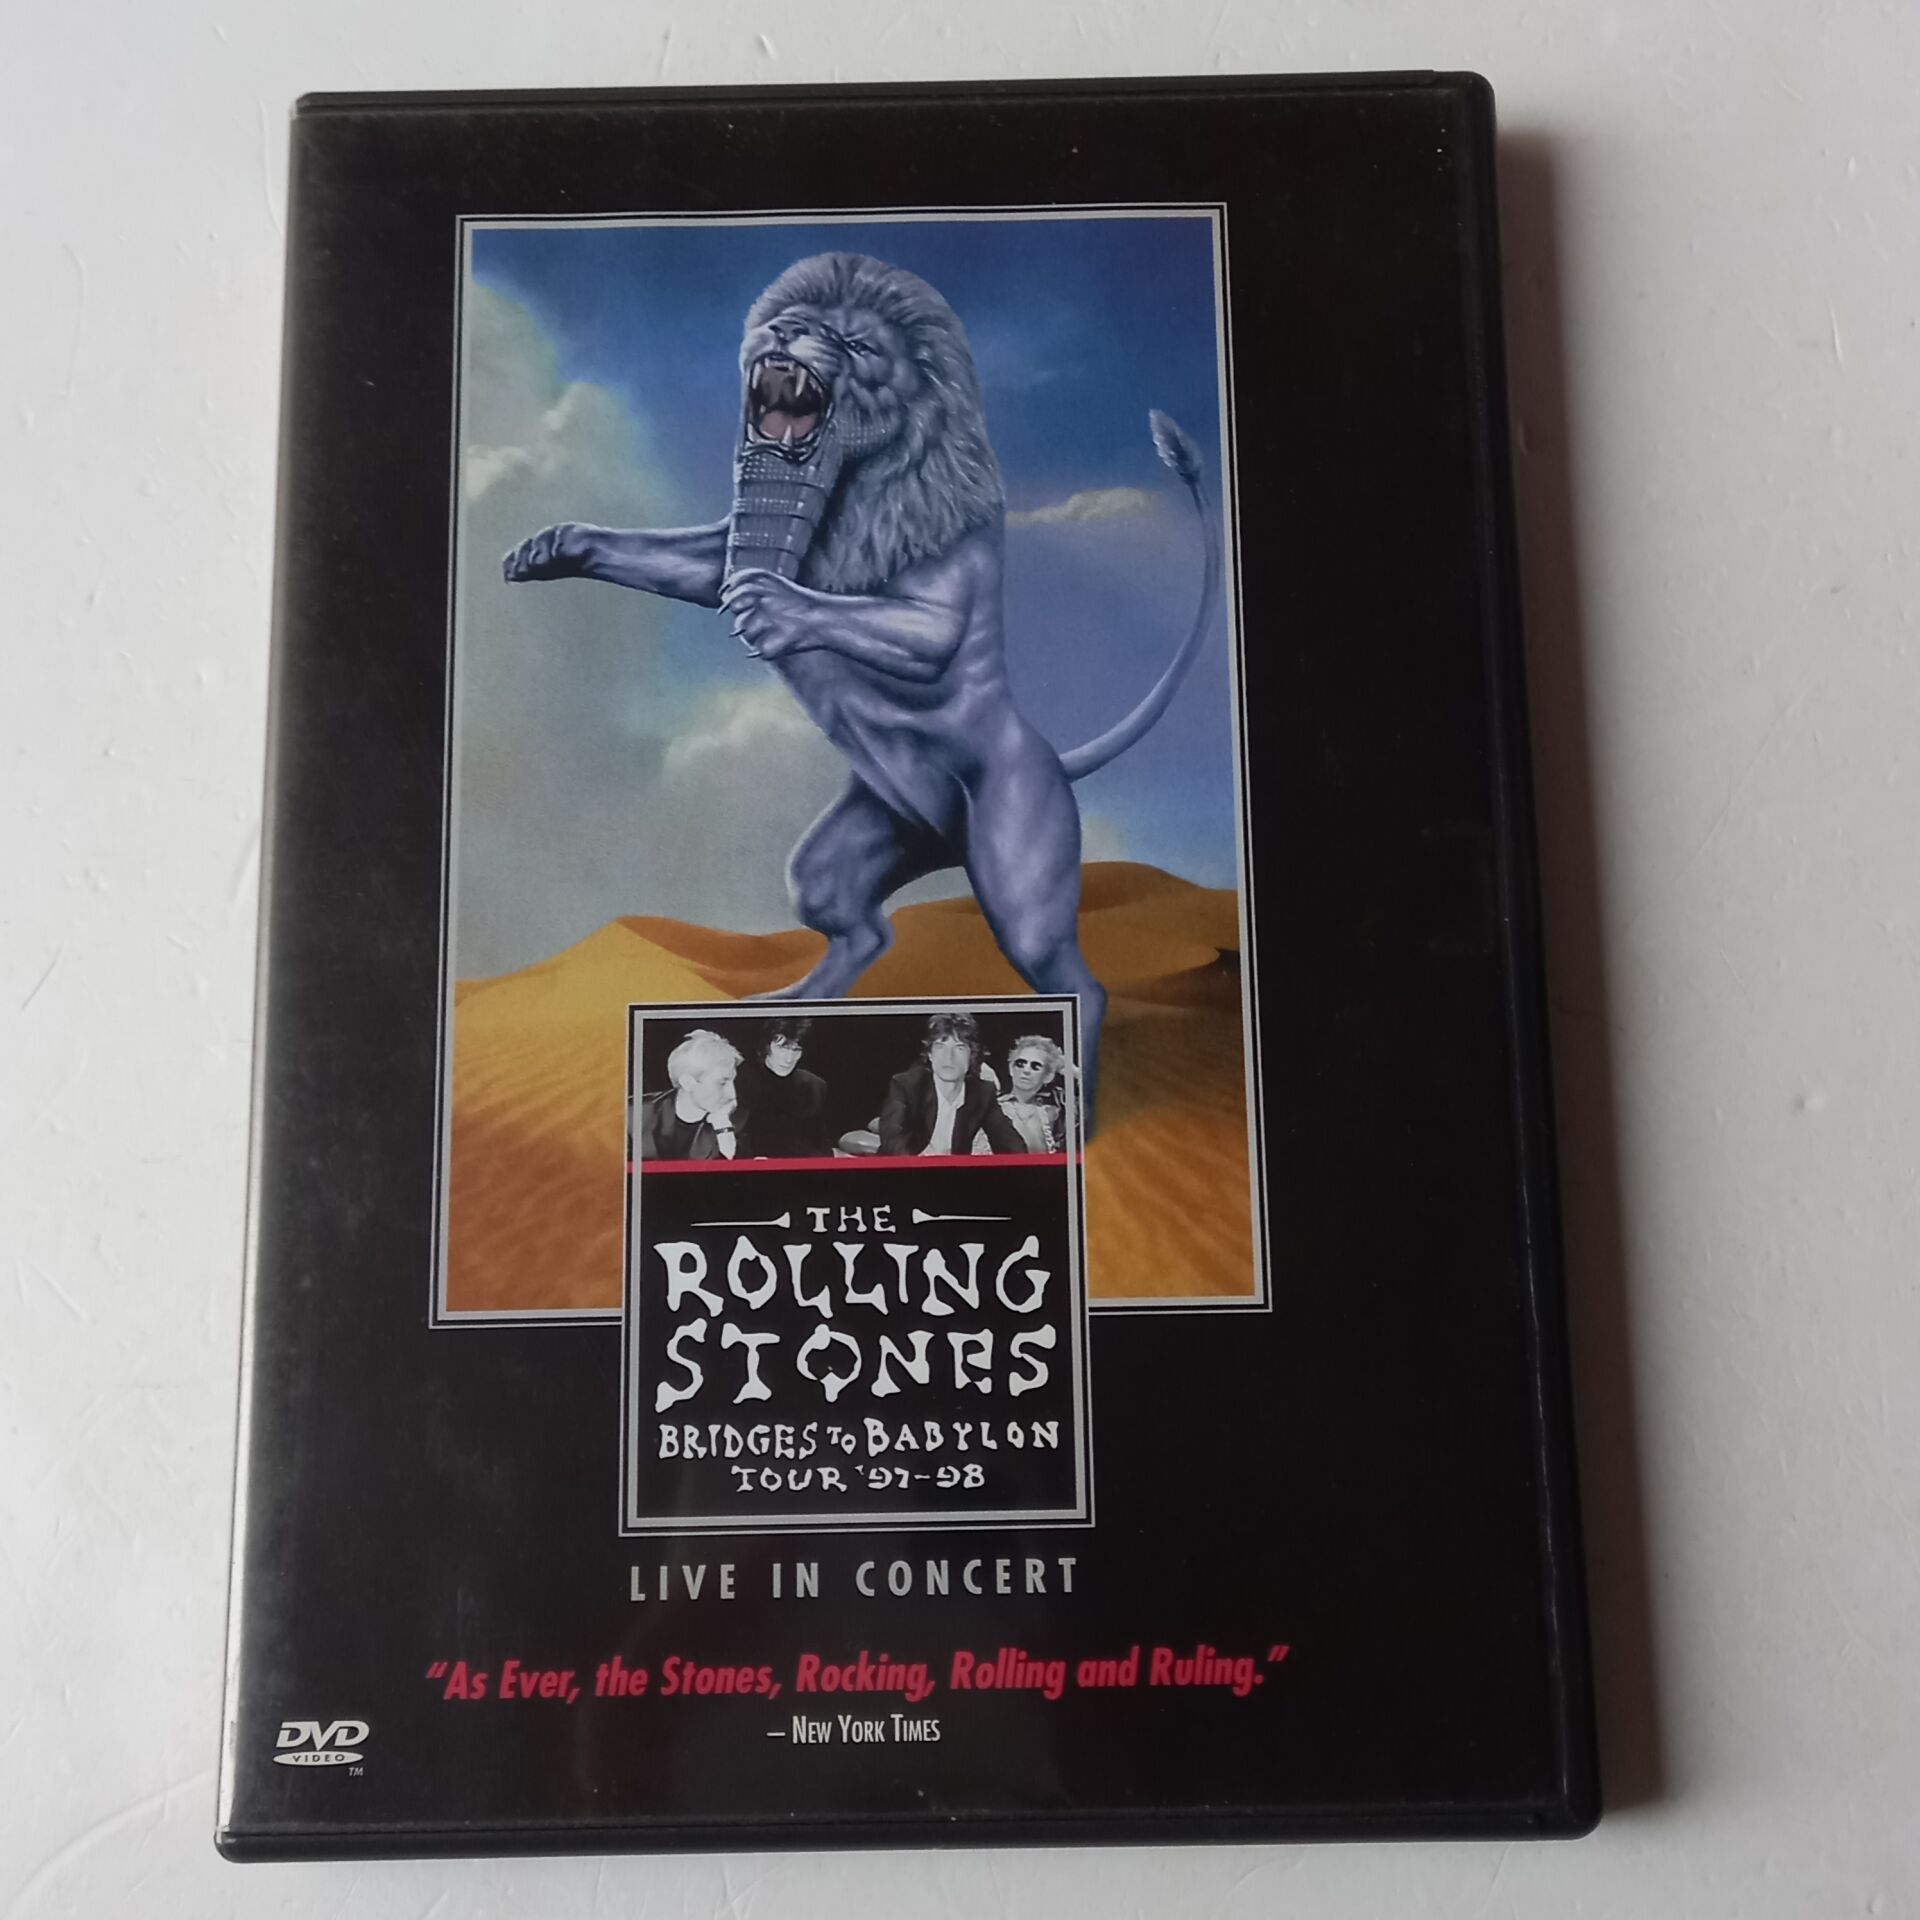 THE
ROLLING
STONES
BRIDGES TO BABYLON
TOUR '97-98
LIVE IN CONCERT
"As Ever, the Stones, Rocking, Rolling and Ruling."
– NEW YORK TIMES
DVD
VIDEO
TM